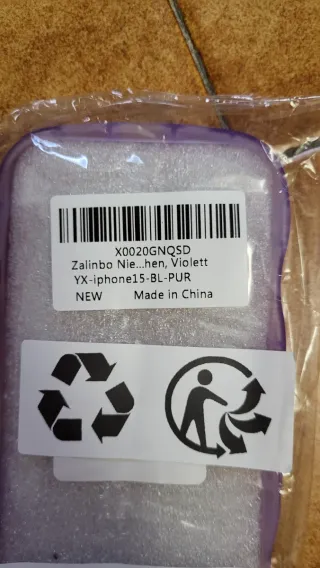 X0020GNQSD
Zalinbo Nie...hen, Violett
YX-iphone15-BL-PUR
NEW Made in China